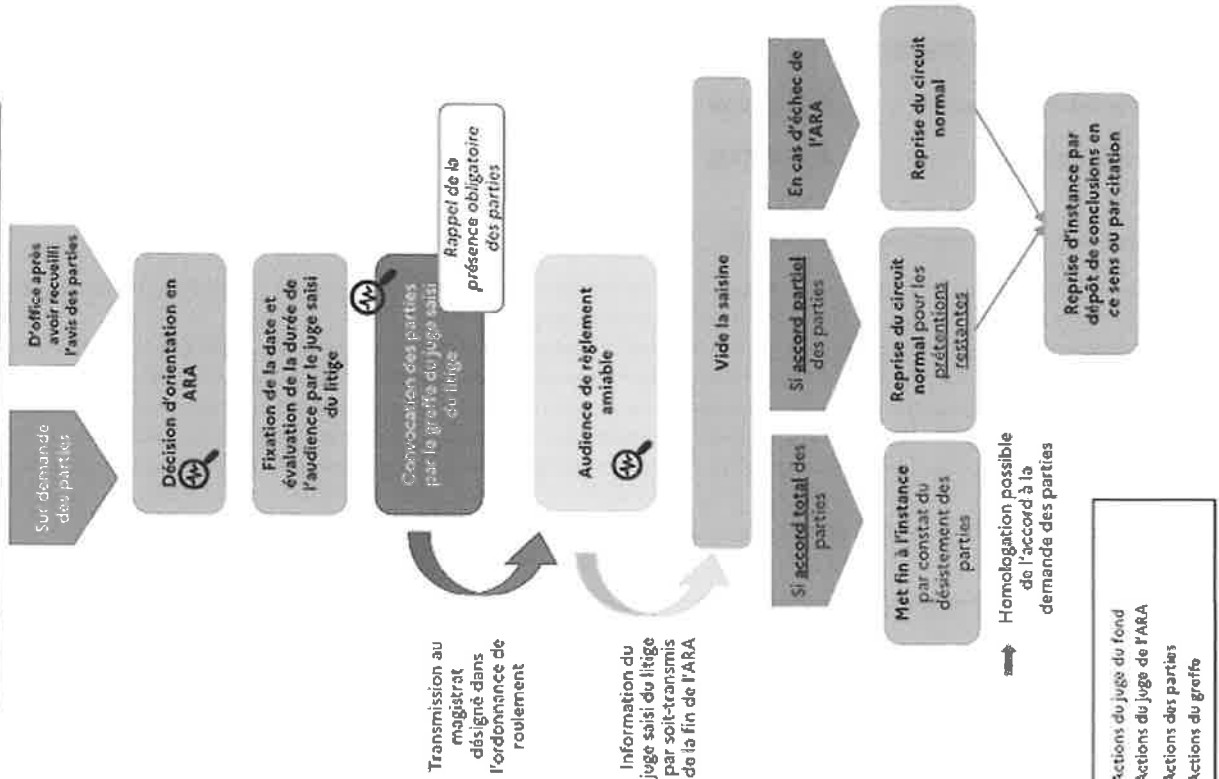 Sur demande
des parties
D'office après
avoir recueilli
l'avis des parties
Décision d'orientation en
ARA
Fixation de la date et
évaluation de la durée de
l'audience par le juge saisi
du litige
Convocation des parties
par le greffe du juge saisi
du litige
Rappel de la
présence obligatoire
des parties
Transmission au
magistrat
désigné dans
l'ordonnance de
roulement
Audience de règlement
amiable
Information du
juge saisi du litige
par soit-transmis
de la fin de l'ARA
Vide la saisine
Si accord total des
parties
Si accord partiel
des parties
En cas d'échec de
l'ARA
Met fin à l'instance
par constat du
désistement des
parties
Reprise du circuit
normal pour les
prétentions
restantes
Reprise du circuit
normal
Homologation possible
de l'accord à la
demande des parties
Reprise d'instance par
dépôt de conclusions en
ce sens ou par citation
Actions du juge du fond
Actions du juge de l'ARA
Actions des parties
Actions du greffe